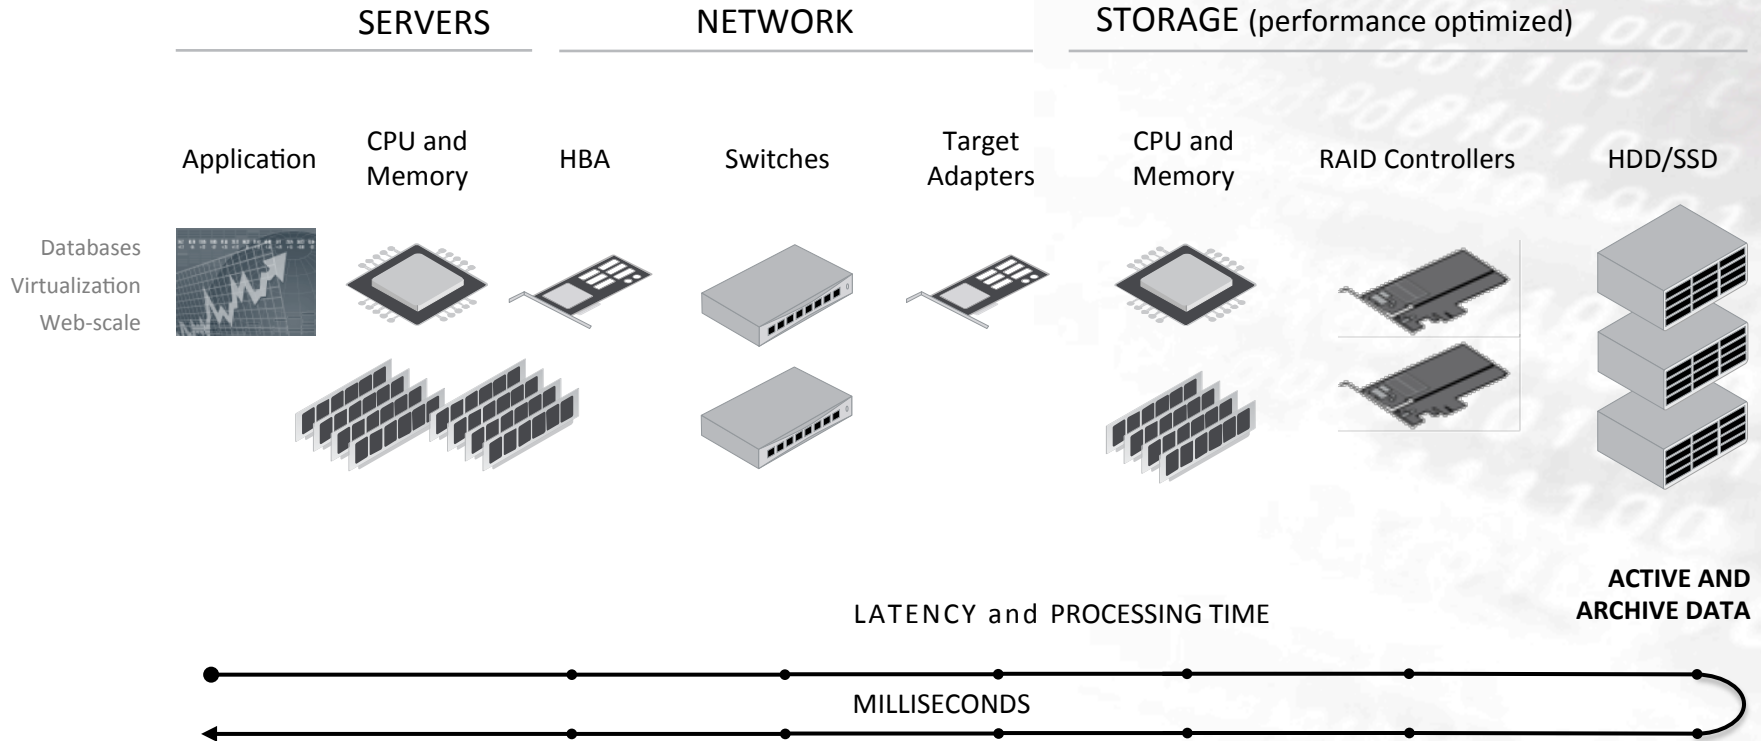 SERVERS
NETWORK
STORAGE (performance optimized)
Application
CPU and
Memory
HBA
Switches
Target
Adapters
CPU and
Memory
RAID Controllers
HDD/SSD
Databases
Virtualization
Web-scale
ACTIVE AND
ARCHIVE DATA
LATENCY and PROCESSING TIME
MILLISECONDS